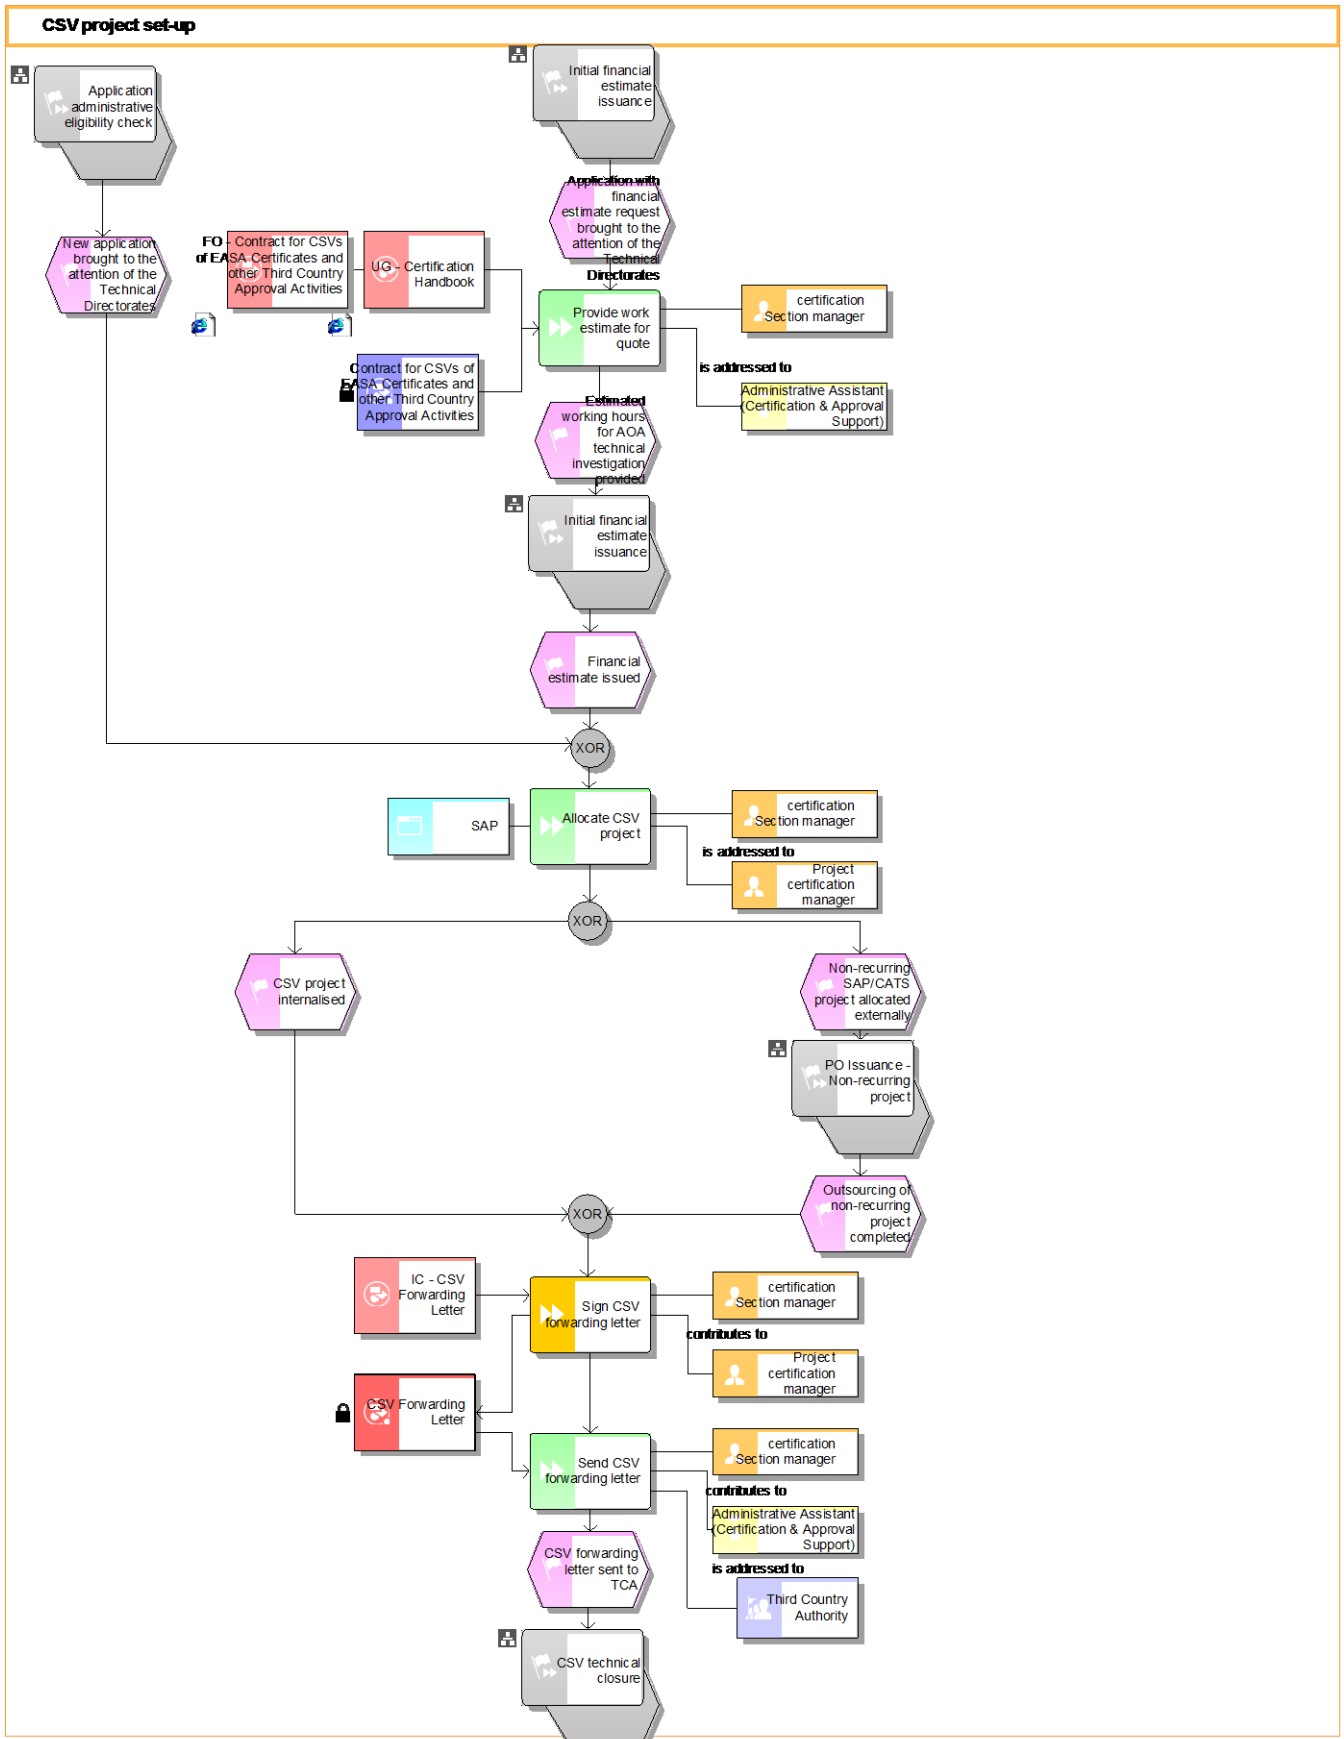 CSV project set-up
Application
administrative
eligibility check
Initial financial
estimate
issuance
Application with
financial
estimate request
brought to the
attention of the
Technical
Directorates
New application
brought to the
attention of the
Technical
Directorates
FO - Contract for CSVs
of EASA Certificates and
other Third Country
Approval Activities
UG - Certification
Handbook
Provide work
estimate for
quote
certification
Section manager
is addressed to
Administrative Assistant
(Certification & Approval
Support)
Contract for CSVs of
EASA Certificates and
other Third Country
Approval Activities
Estimated
working hours
for AOA
technical
investigation
provided
Initial financial
estimate
issuance
Financial
estimate issued
XOR
SAP
Allocate CSV
project
certification
Section manager
is addressed to
Project
certification
manager
XOR
CSV project
internalised
Non-recurring
SAP/CATS
project allocated
externally
PO Issuance -
Non-recurring
project
Outsourcing of
non-recurring
project
completed
XOR
IC - CSV
Forwarding
Letter
Sign CSV
forwarding letter
certification
Section manager
contributes to
Project
certification
manager
CSV Forwarding
Letter
Send CSV
forwarding letter
certification
Section manager
contributes to
Administrative Assistant
(Certification & Approval
Support)
is addressed to
Third Country
Authority
CSV forwarding
letter sent to
TCA
CSV technical
closure